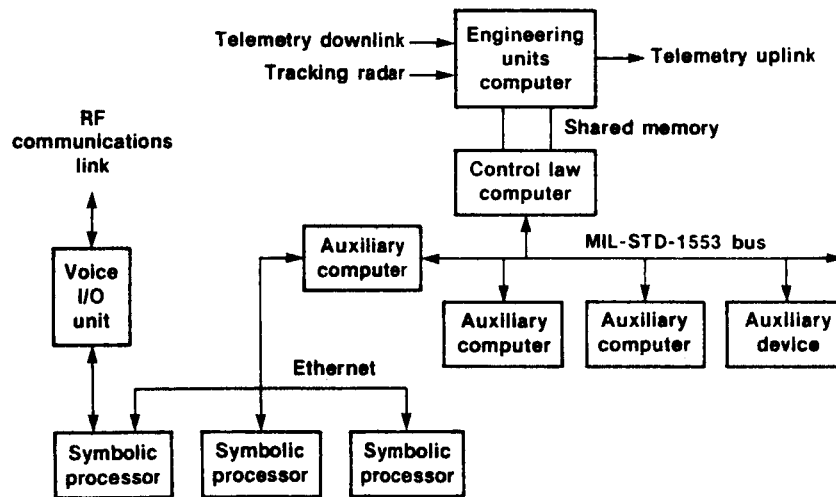 Telemetry downlink
Tracking radar
Engineering
units
computer
Telemetry uplink
Shared memory
RF
communications
link
Control law
computer
MIL-STD-1553 bus
Auxiliary
computer
Voice
I/O
unit
Auxiliary
computer
Auxiliary
computer
Auxiliary
device
Ethernet
Symbolic
processor
Symbolic
processor
Symbolic
processor